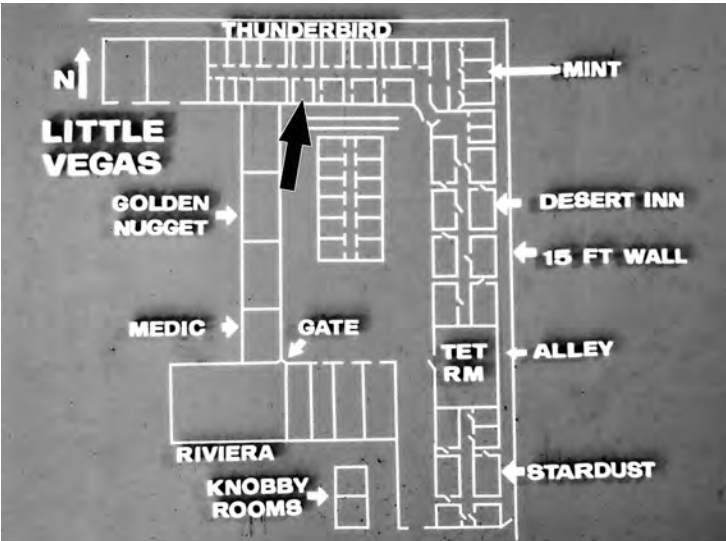 THUNDERBIRD
N
MINT
LITTLE
VEGAS
GOLDEN
NUGGET
DESERT INN
15 FT WALL
MEDIC
GATE
TET
RM
ALLEY
RIVIERA
STARDUST
KNOBBY
ROOMS